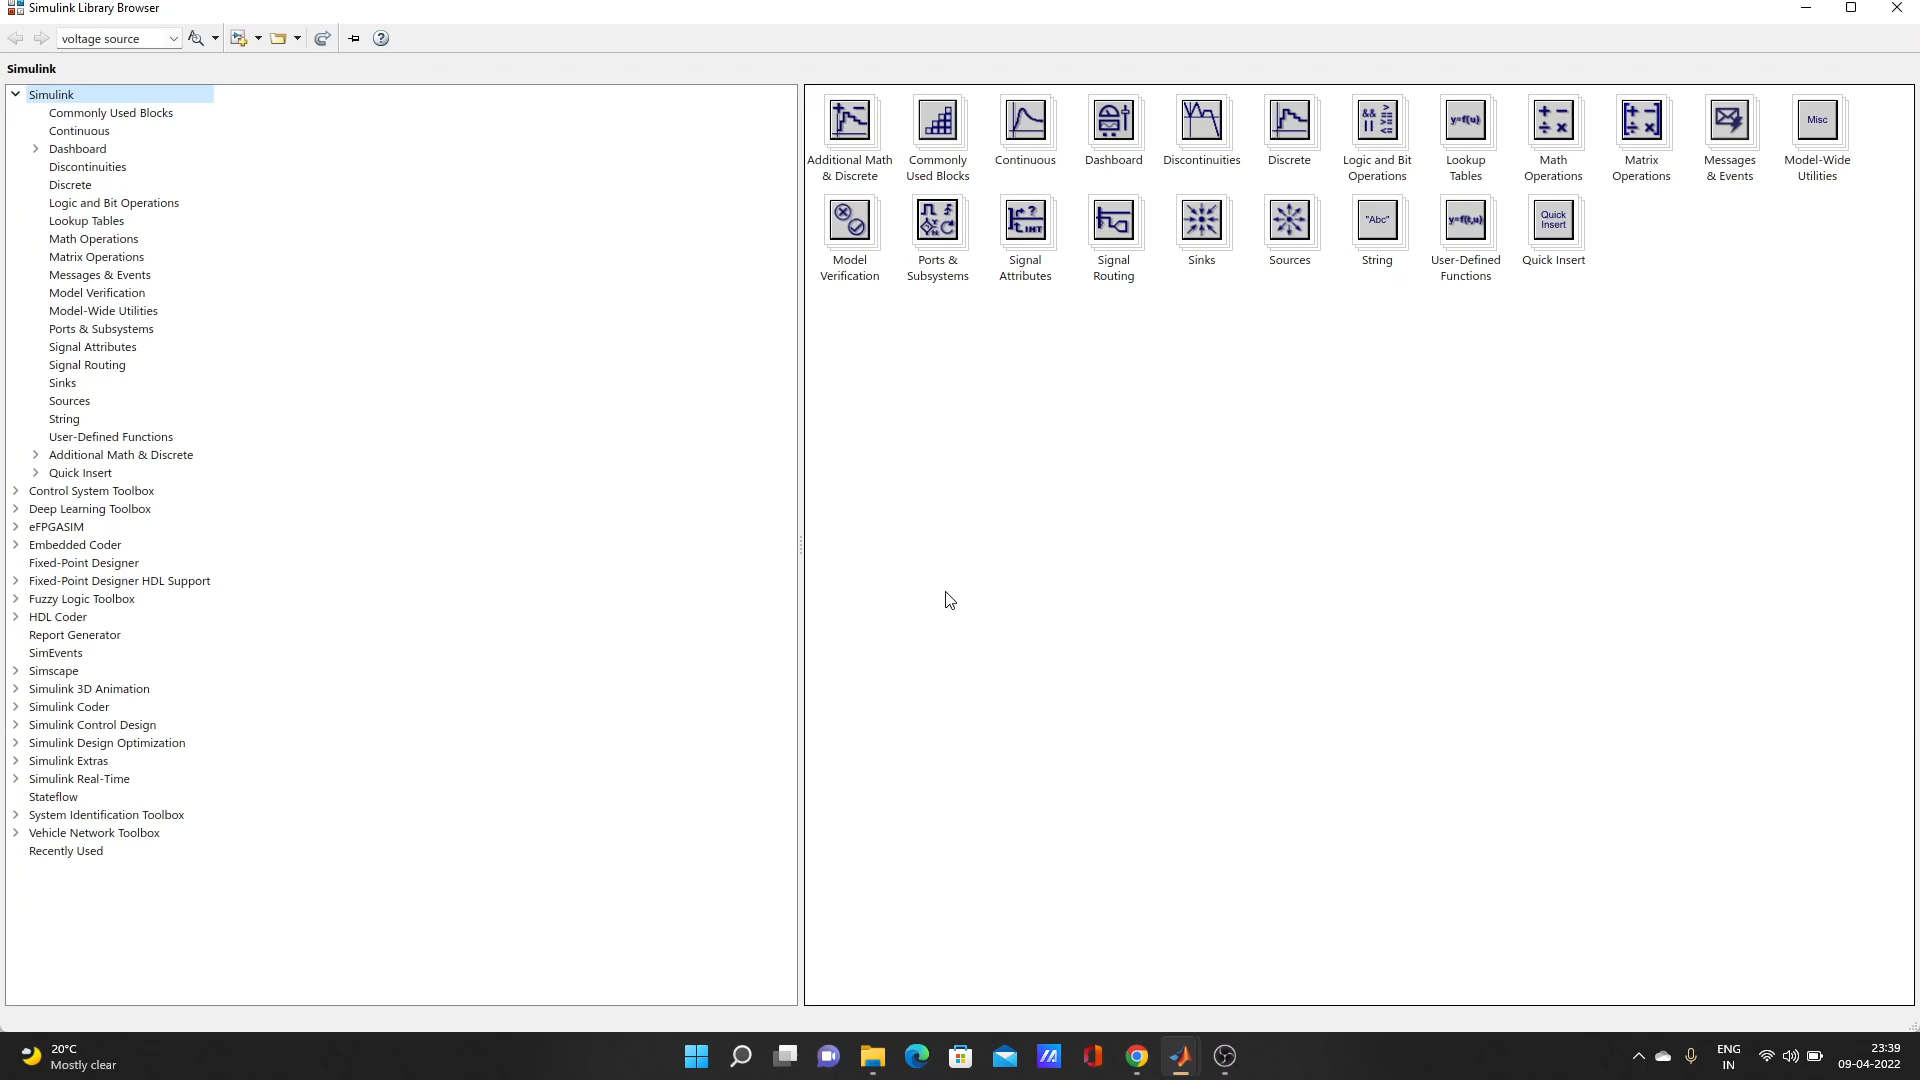 Simulink Library Browser
voltage source
Simulink
Simulink
Commonly Used Blocks
Continuous
Dashboard
Discontinuities
Discrete
Logic and Bit Operations
Lookup Tables
Math Operations
Matrix Operations
Messages & Events
Model Verification
Model-Wide Utilities
Ports & Subsystems
Signal Attributes
Signal Routing
Sinks
Sources
String
User-Defined Functions
Additional Math & Discrete
Quick Insert
Control System Toolbox
Deep Learning Toolbox
eFPGASIM
Embedded Coder
Fixed-Point Designer
Fixed-Point Designer HDL Support
Fuzzy Logic Toolbox
HDL Coder
Report Generator
SimEvents
Simscape
Simulink 3D Animation
Simulink Coder
Simulink Control Design
Simulink Design Optimization
Simulink Extras
Simulink Real-Time
Stateflow
System Identification Toolbox
Vehicle Network Toolbox
Recently Used
y=f(u)
Misc
Additional Math
& Discrete
Commonly
Used Blocks
Continuous
Dashboard
Discontinuities
Discrete
Logic and Bit
Operations
Lookup
Tables
Math
Operations
Matrix
Operations
Messages
& Events
Model-Wide
Utilities
INT
"Abc"
y=f(t,u)
Quick
Insert
Model
Verification
Ports &
Subsystems
Signal
Attributes
Signal
Routing
Sinks
Sources
String
User-Defined
Functions
Quick Insert
20°C
Mostly clear
ENG
IN
23:39
09-04-2022